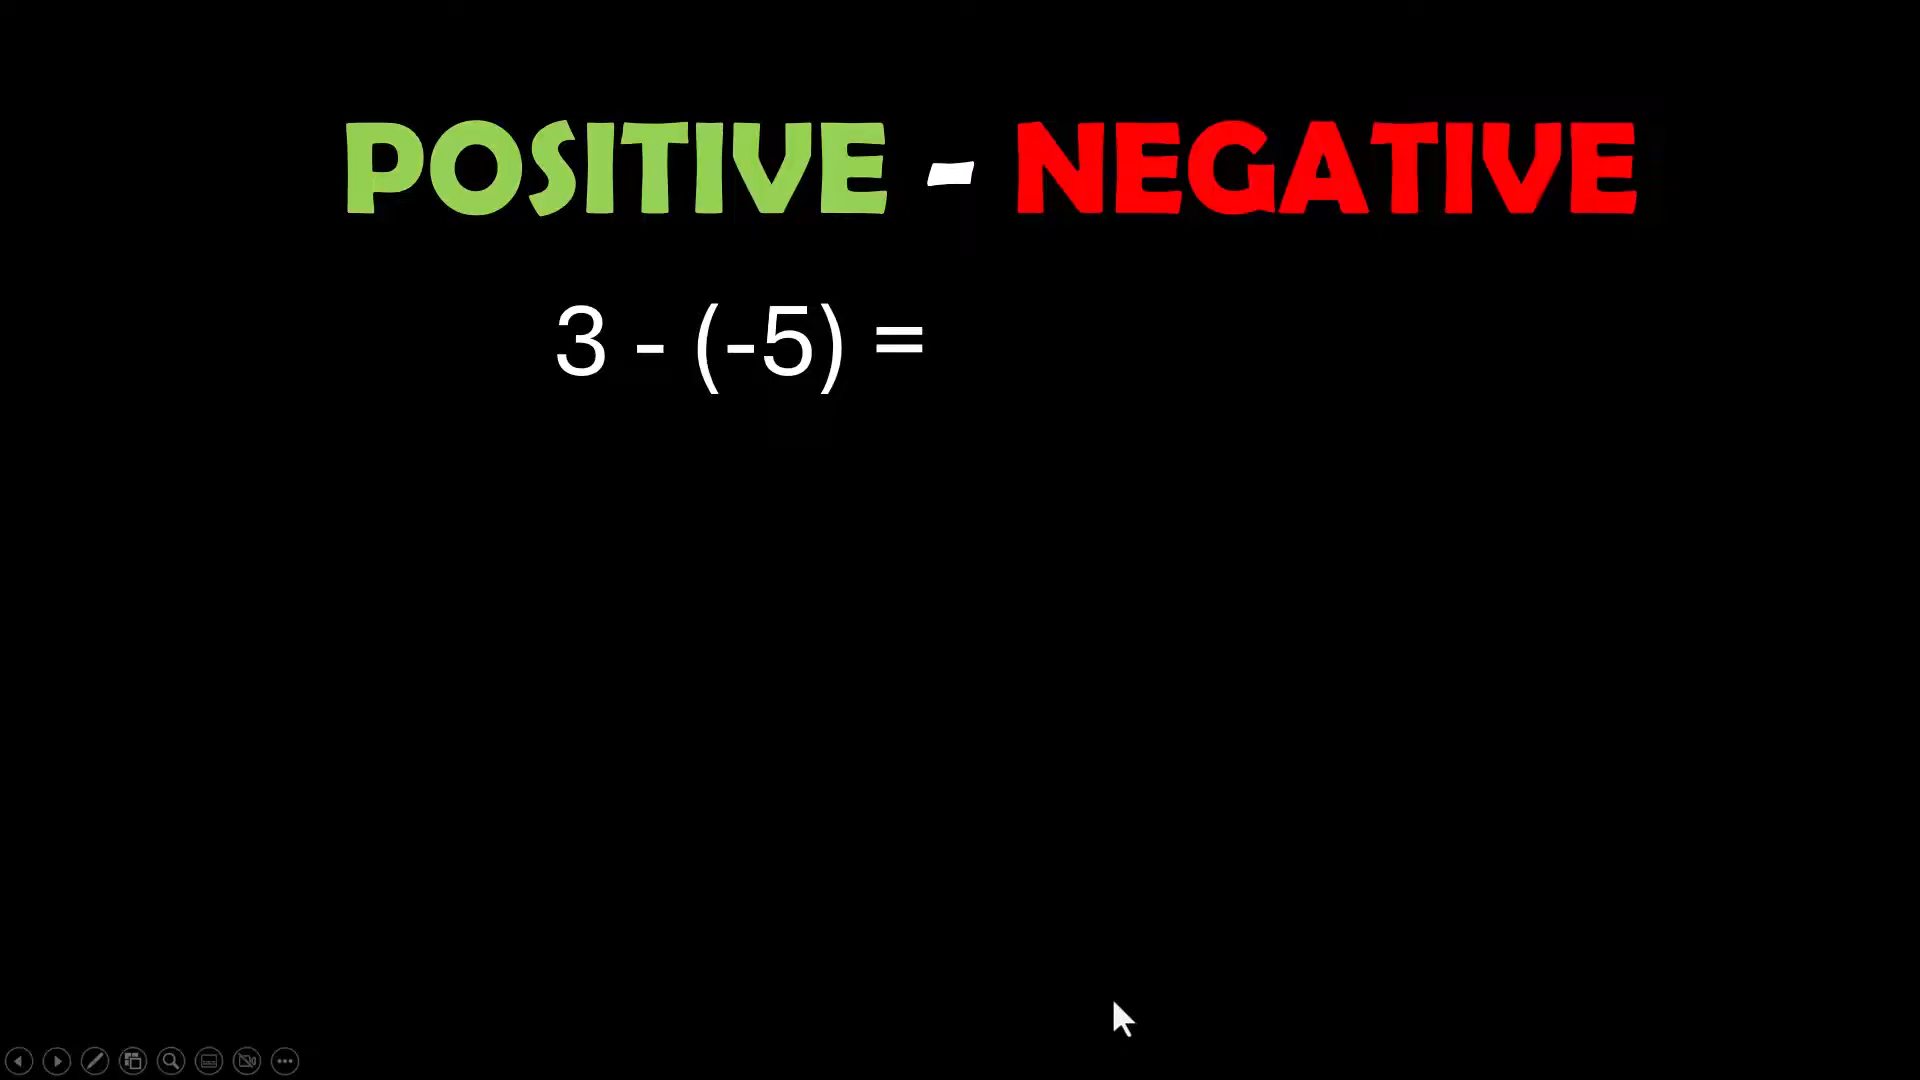 POSITIVE - NEGATIVE
3 - (-5) =